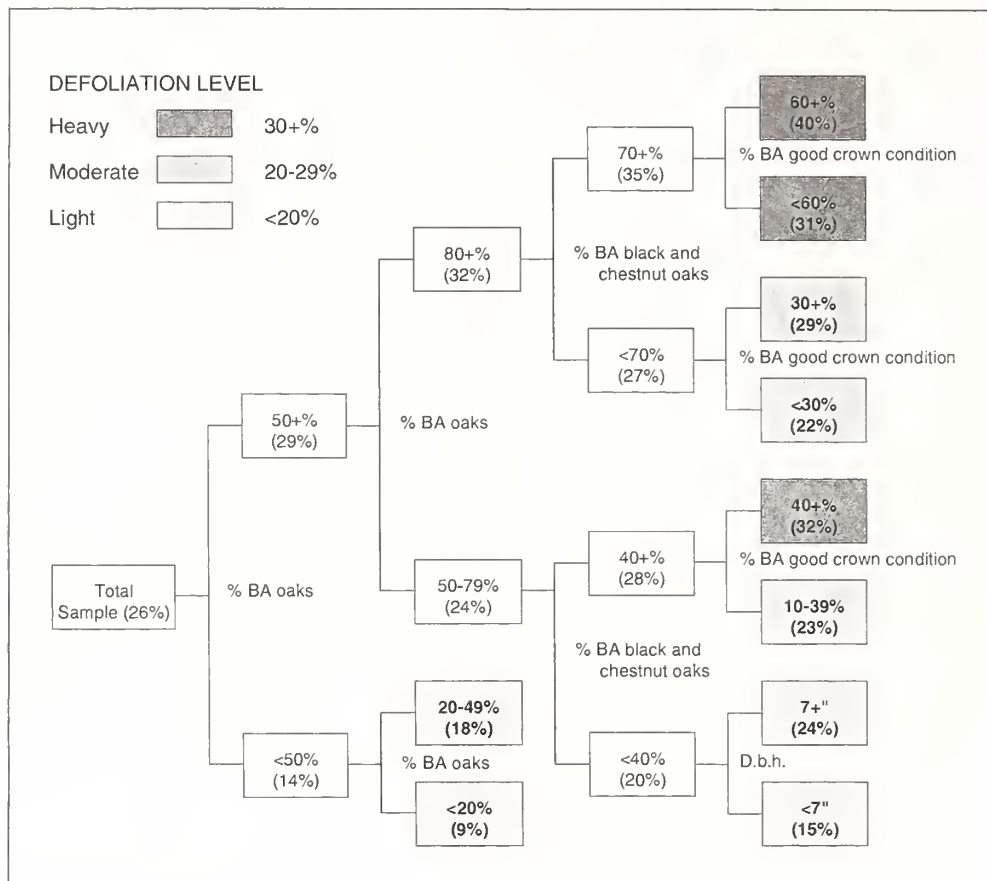 DEFOLIATION LEVEL
Heavy 30+%
Moderate 20-29%
Light <20%
Total
Sample (26%)
% BA oaks
50+%
(29%)
<50%
(14%)
% BA oaks
80+%
(32%)
50-79%
(24%)
% BA oaks
20-49%
(18%)
<20%
(9%)
% BA black and
chestnut oaks
70+%
(35%)
<70%
(27%)
% BA black and
chestnut oaks
40+%
(28%)
<40%
(20%)
% BA good crown condition
60+%
(40%)
<60%
(31%)
% BA good crown condition
30+%
(29%)
<30%
(22%)
% BA good crown condition
40+%
(32%)
10-39%
(23%)
D.b.h.
7+"
(24%)
<7"
(15%)